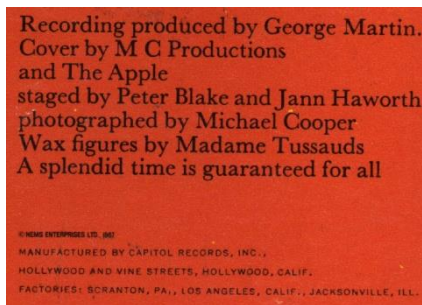 Recording produced by George Martin.
Cover by M C Productions
and The Apple
staged by Peter Blake and Jann Haworth
photographed by Michael Cooper
Wax figures by Madame Tussauds
A splendid time is guaranteed for all
© NEMS ENTERPRISES LTD., 1967
MANUFACTURED BY CAPITOL RECORDS, INC.,
HOLLYWOOD AND VINE STREETS, HOLLYWOOD, CALIF.
FACTORIES: SCRANTON, PA., LOS ANGELES, CALIF., JACKSONVILLE, ILL.